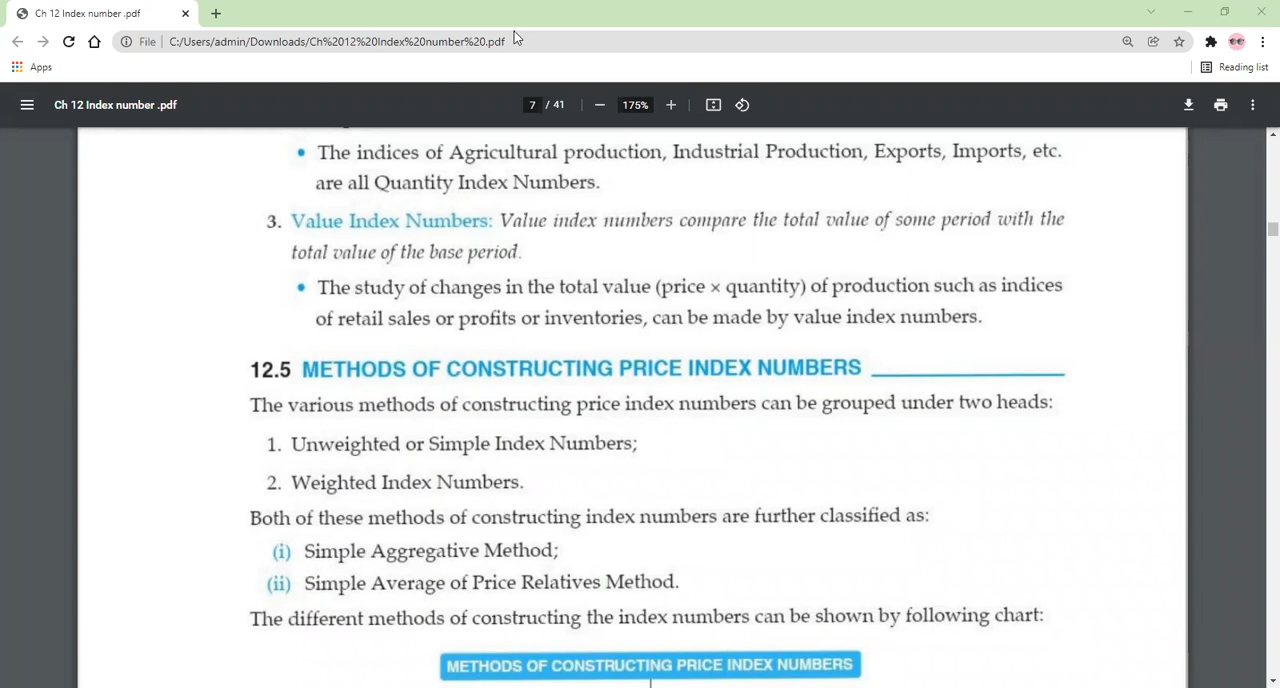 Ch 12 Index number .pdf
File
C:/Users/admin/Downloads/Ch%2012%20Index%20number%20.pdf
Apps
Reading list
Ch 12 Index number .pdf
7 / 41
175%
• The indices of Agricultural production, Industrial Production, Exports, Imports, etc.
are all Quantity Index Numbers.
3. Value Index Numbers: Value index numbers compare the total value of some period with the
total value of the base period.
• The study of changes in the total value (price × quantity) of production such as indices
of retail sales or profits or inventories, can be made by value index numbers.
12.5 METHODS OF CONSTRUCTING PRICE INDEX NUMBERS
The various methods of constructing price index numbers can be grouped under two heads:
1. Unweighted or Simple Index Numbers;
2. Weighted Index Numbers.
Both of these methods of constructing index numbers are further classified as:
(i) Simple Aggregative Method;
(ii) Simple Average of Price Relatives Method.
The different methods of constructing the index numbers can be shown by following chart:
METHODS OF CONSTRUCTING PRICE INDEX NUMBERS